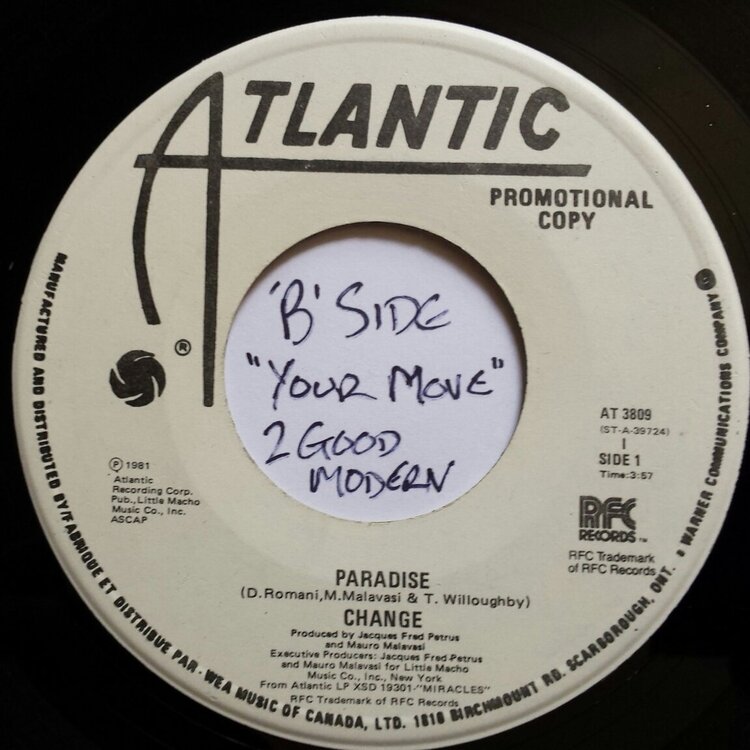 ATLANTIC
PROMOTIONAL
COPY
®
'B' SIDE
"YOUR MOVE"
2 GOOD
MODERN
℗ 1981
Atlantic
Recording Corp.
Pub., Little Macho
Music Co., Inc.
ASCAP
AT 3809
(ST-A-39724)
I
SIDE 1
Time: 3:57
RFC
RECORDS TM
RFC Trademark
of RFC Records
PARADISE
(D.Romani, M.Malavasi & T. Willoughby)
CHANGE
Produced by Jacques Fred Petrus
and Mauro Malavasi
Executive Producers: Jacques Fred Petrus
and Mauro Malavasi for Little Macho
Music Co., Inc., New York
From Atlantic LP XSD 19301-"MIRACLES"
RFC Trademark of RFC Records
MANUFACTURED AND DISTRIBUTED BY/FABRIQUE ET DISTRIBUE PAR-WEA MUSIC OF CANADA, LTD. 1810 BIRCHMOUNT RD. SCARBOROUGH, ONT. a WARNER COMMUNICATIONS COMPANY